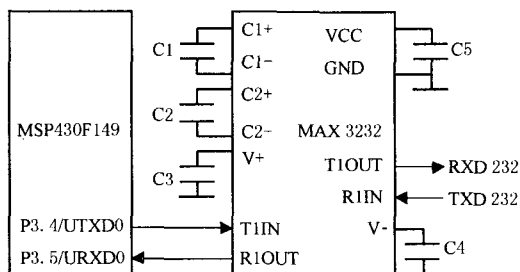 MSP430F149
P3. 4/UTXD0
P3. 5/URXD0
C1
C2
C3
C1+
C1-
C2+
C2-
V+
T1IN
R1OUT
VCC
GND
MAX 3232
T1OUT
R1IN
V-
C5
RXD 232
TXD 232
C4